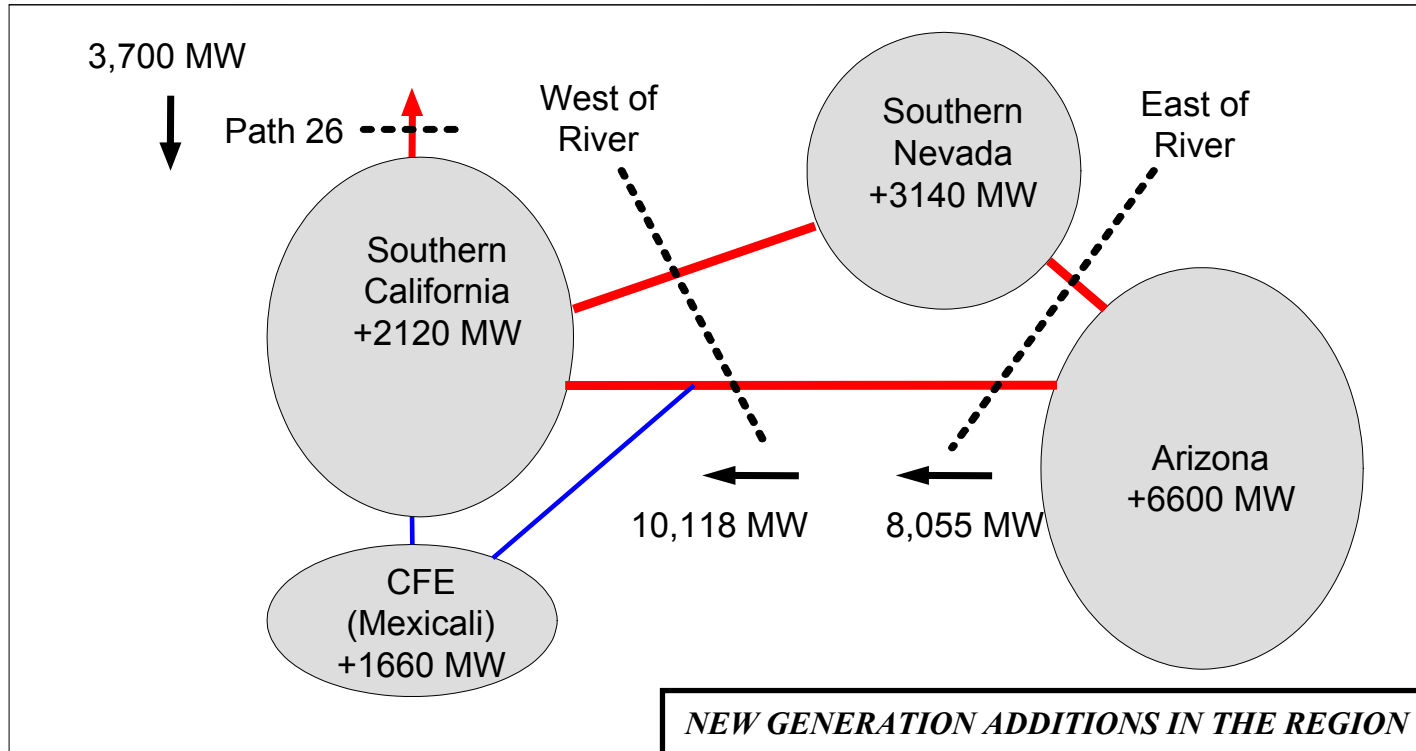 3,700 MW
Path 26
West of
River
Southern
Nevada
+3140 MW
East of
River
Southern
California
+2120 MW
Arizona
+6600 MW
10,118 MW
8,055 MW
CFE
(Mexicali)
+1660 MW
NEW GENERATION ADDITIONS IN THE REGION